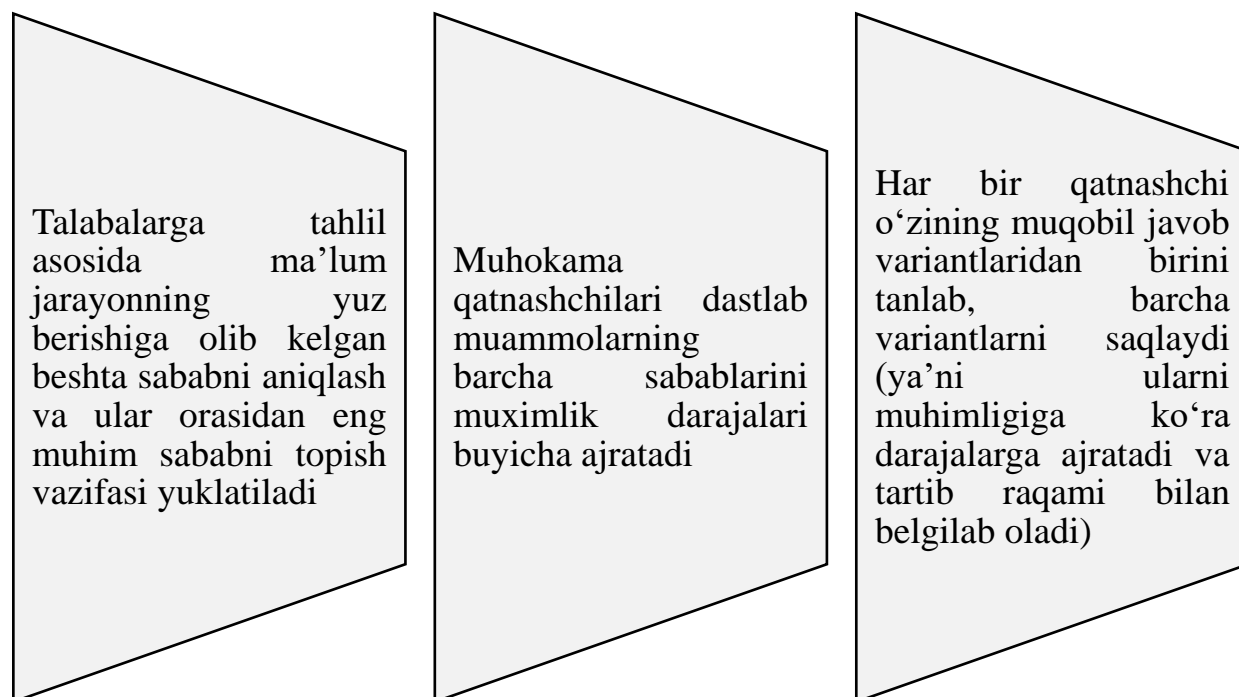 Talabalarga tahlil
asosida ma’lum
jarayonning yuz
berishiga olib kelgan
beshta sababni aniqlash
va ular orasidan eng
muhim sababni topish
vazifasi yuklatiladi
Muhokama
qatnashchilari dastlab
muammolarning
barcha sabablarini
muximlik darajalari
buyicha ajratadi
Har bir qatnashchi
o‘zining muqobil javob
variantlaridan birini
tanlab, barcha
variantlarni saqlaydi
(ya’ni ularni
muhimligiga ko‘ra
darajalarga ajratadi va
tartib raqami bilan
belgilab oladi)